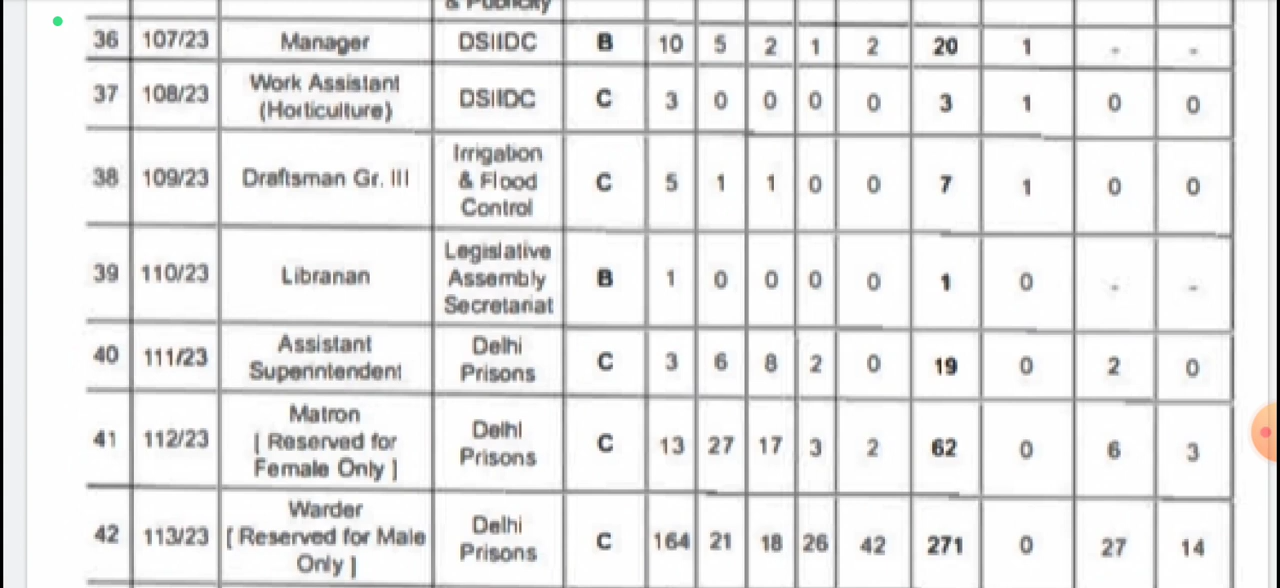 & Publicity
36 107/23 Manager DSIIDC B 10 5 2 1 2 20 1 - -
37 108/23 Work Assistant (Horticulture) DSIIDC C 3 0 0 0 0 3 1 0 0
38 109/23 Draftsman Gr. III Irrigation & Flood Control C 5 1 1 0 0 7 1 0 0
39 110/23 Librarian Legislative Assembly Secretariat B 1 0 0 0 0 1 0 - -
40 111/23 Assistant Superintendent Delhi Prisons C 3 6 8 2 0 19 0 2 0
41 112/23 Matron [ Reserved for Female Only ] Delhi Prisons C 13 27 17 3 2 62 0 6 3
42 113/23 Warder [ Reserved for Male Only ] Delhi Prisons C 164 21 18 26 42 271 0 27 14